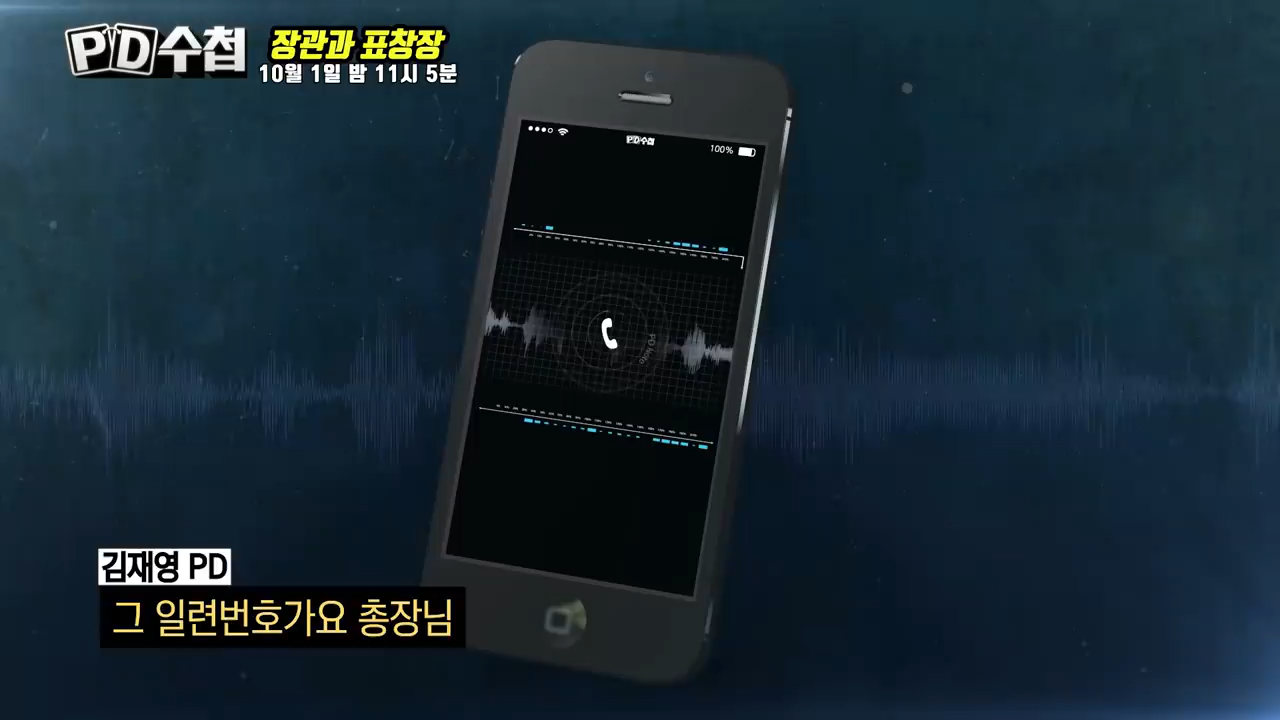 PD수첩
장관과 표창장
10월 1일 밤 11시 5분
PD수첩
100%
PD Note
김재영 PD
그 일련번호가요 총장님